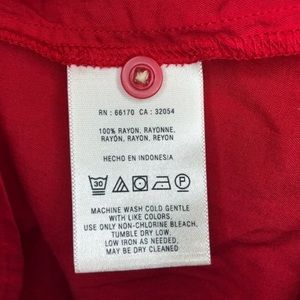 RN : 66170 CA : 32054
100% RAYON, RAYONNE,
RAYÓN, RAYON, REYON
HECHO EN INDONESIA
30
P
MACHINE WASH COLD GENTLE
WITH LIKE COLORS,
USE ONLY NON-CHLORINE BLEACH,
TUMBLE DRY LOW,
LOW IRON AS NEEDED,
MAY BE DRY CLEANED